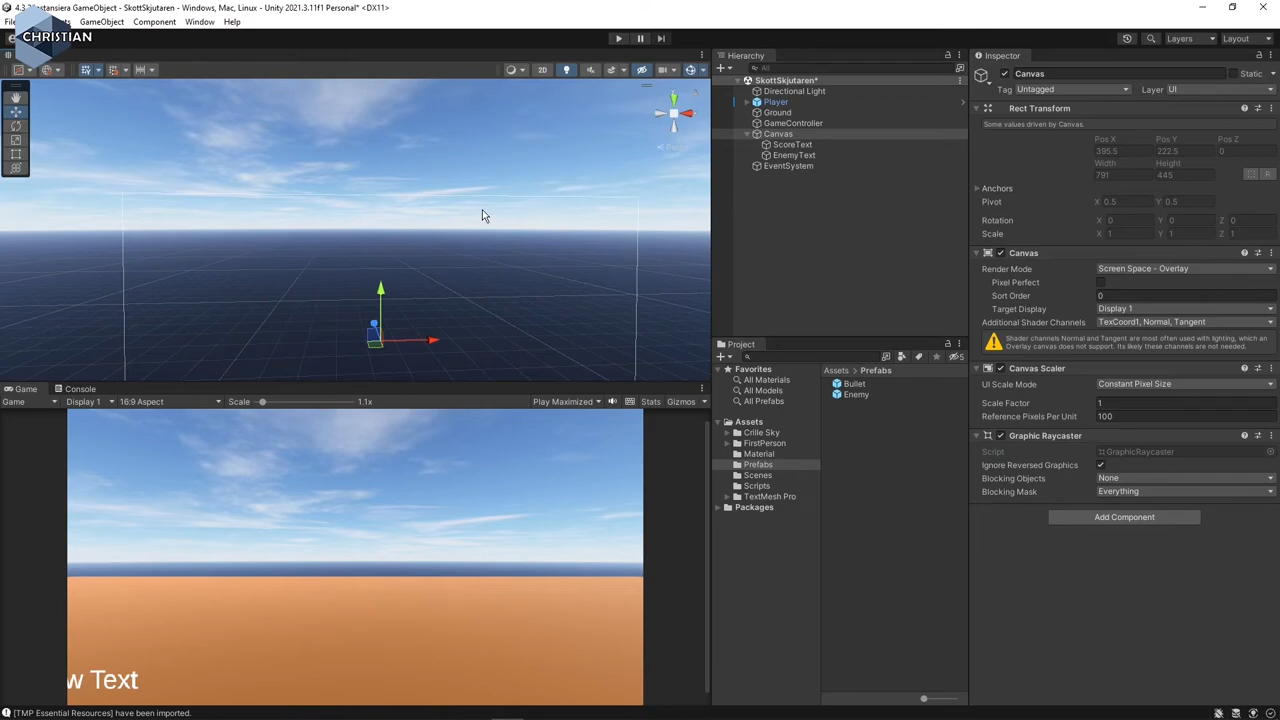 4.3 Instansiera GameObject - SkottSkjutaren - Windows, Mac, Linux - Unity 2021.3.11f1 Personal* <DX11>
CHRISTIAN
GameObject Component Window Help
Layers Layout
2D
Hierarchy
All
SkottSkjutaren*
Directional Light
Player
Ground
GameController
Canvas
ScoreText
EnemyText
EventSystem
Inspector
Canvas Static
Tag Untagged Layer UI
Rect Transform
Some values driven by Canvas.
Pos X Pos Y Pos Z
395.5 222.5 0
Width Height
791 445 R
Anchors
Pivot X 0.5 Y 0.5
Rotation X 0 Y 0 Z 0
Scale X 1 Y 1 Z 1
Canvas
Render Mode Screen Space - Overlay
Pixel Perfect
Sort Order 0
Target Display Display 1
Additional Shader Channels TexCoord1, Normal, Tangent
Shader channels Normal and Tangent are most often used with lighting, which an
Overlay canvas does not support. Its likely these channels are not needed.
Canvas Scaler
UI Scale Mode Constant Pixel Size
Scale Factor 1
Reference Pixels Per Unit 100
Graphic Raycaster
Script GraphicRaycaster
Ignore Reversed Graphics
Blocking Objects None
Blocking Mask Everything
Add Component
Project
5
Favorites
All Materials
All Models
All Prefabs
Assets
Crille Sky
FirstPerson
Material
Prefabs
Scenes
Scripts
TextMesh Pro
Packages
Assets > Prefabs
Bullet
Enemy
Game Console
Game Display 1 16:9 Aspect Scale 1.1x Play Maximized Stats Gizmos
w Text
[TMP Essential Resources] have been imported.